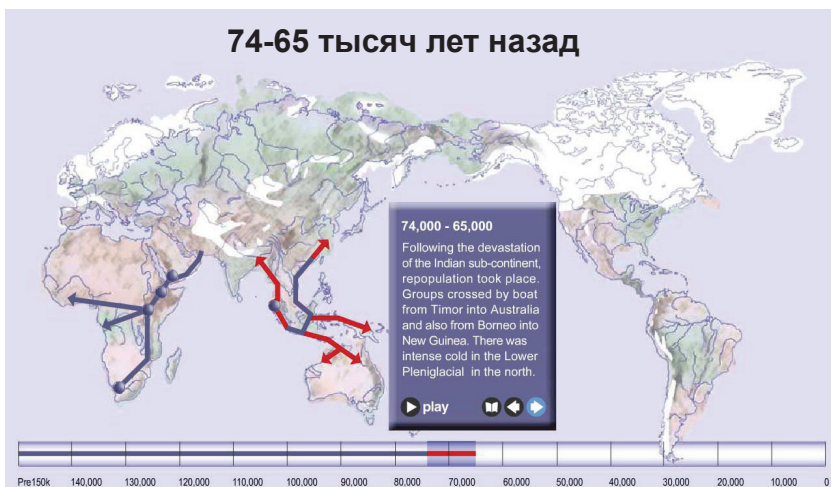 74-65 тысяч лет назад
74,000 - 65,000
Following the devastation
of the Indian sub-continent,
repopulation took place.
Groups crossed by boat
from Timor into Australia
and also from Borneo into
New Guinea. There was
intense cold in the Lower
Pleniglacial in the north.
play
Pre150k 140,000 130,000 120,000 110,000 100,000 90,000 80,000 70,000 60,000 50,000 40,000 30,000 20,000 10,000 0